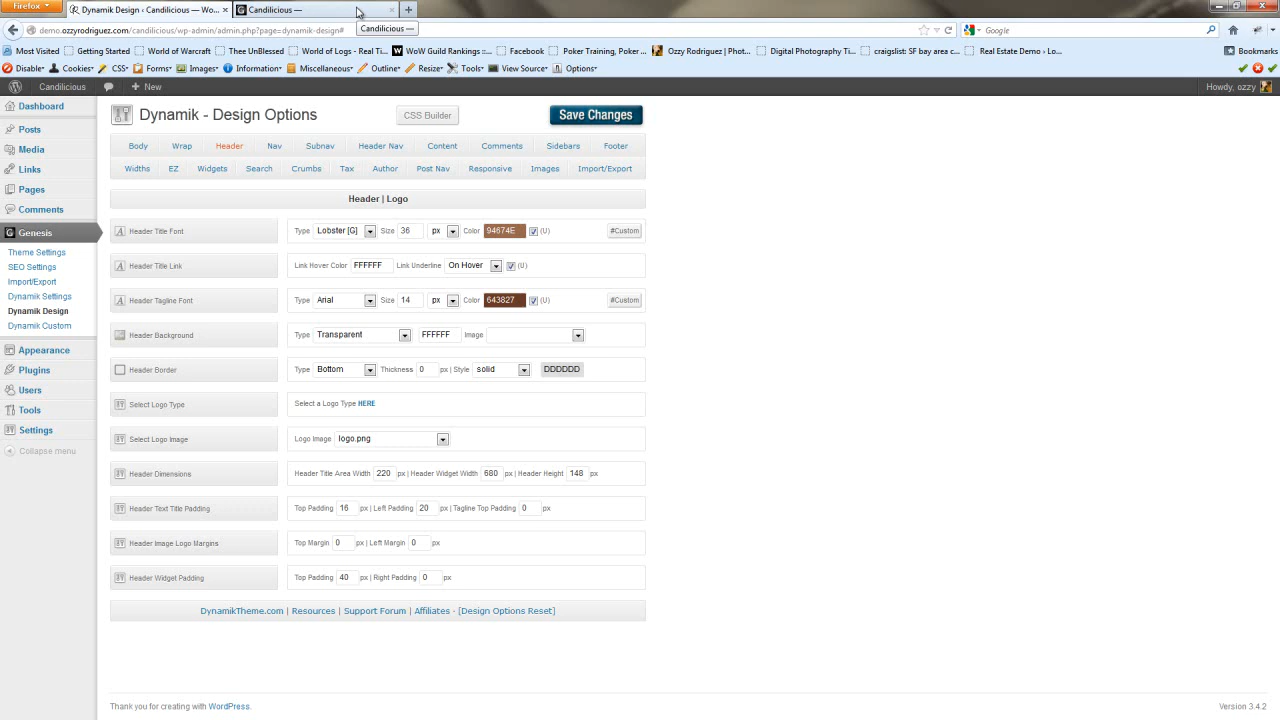 Firefox
Dynamik Design ‹ Candilicious — Wo...
Candilicious —
demo.ozzyrodriguez.com/candilicious/wp-admin/admin.php?page=dynamik-design#
Candilicious —
Google
Most Visited Getting Started World of Warcraft Thee UnBlessed World of Logs - Real Ti... WoW Guild Rankings ::... Facebook Poker Training, Poker ... Ozzy Rodriguez | Phot... Digital Photography Ti... craigslist: SF bay area c... Real Estate Demo › Lo... Bookmarks
Disable Cookies CSS Forms Images Information Miscellaneous Outline Resize Tools View Source Options
Candilicious + New Howdy, ozzy
Dashboard
Posts
Media
Links
Pages
Comments
Genesis
Theme Settings
SEO Settings
Import/Export
Dynamik Settings
Dynamik Design
Dynamik Custom
Appearance
Plugins
Users
Tools
Settings
Collapse menu
Dynamik - Design Options CSS Builder Save Changes
Body Wrap Header Nav Subnav Header Nav Content Comments Sidebars Footer
Widths EZ Widgets Search Crumbs Tax Author Post Nav Responsive Images Import/Export
Header | Logo
Header Title Font Type Lobster [G] Size 36 px Color 94674E (U) #Custom
Header Title Link Link Hover Color FFFFFF Link Underline On Hover (U)
Header Tagline Font Type Arial Size 14 px Color 643827 (U) #Custom
Header Background Type Transparent FFFFFF Image
Header Border Type Bottom Thickness 0 px | Style solid DDDDDD
Select Logo Type Select a Logo Type HERE
Select Logo Image Logo Image logo.png
Header Dimensions Header Title Area Width 220 px | Header Widget Width 680 px | Header Height 148 px
Header Text Title Padding Top Padding 16 px | Left Padding 20 px | Tagline Top Padding 0 px
Header Image Logo Margins Top Margin 0 px | Left Margin 0 px
Header Widget Padding Top Padding 40 px | Right Padding 0 px
DynamikTheme.com | Resources | Support Forum | Affiliates - [Design Options Reset]
Thank you for creating with WordPress. Version 3.4.2